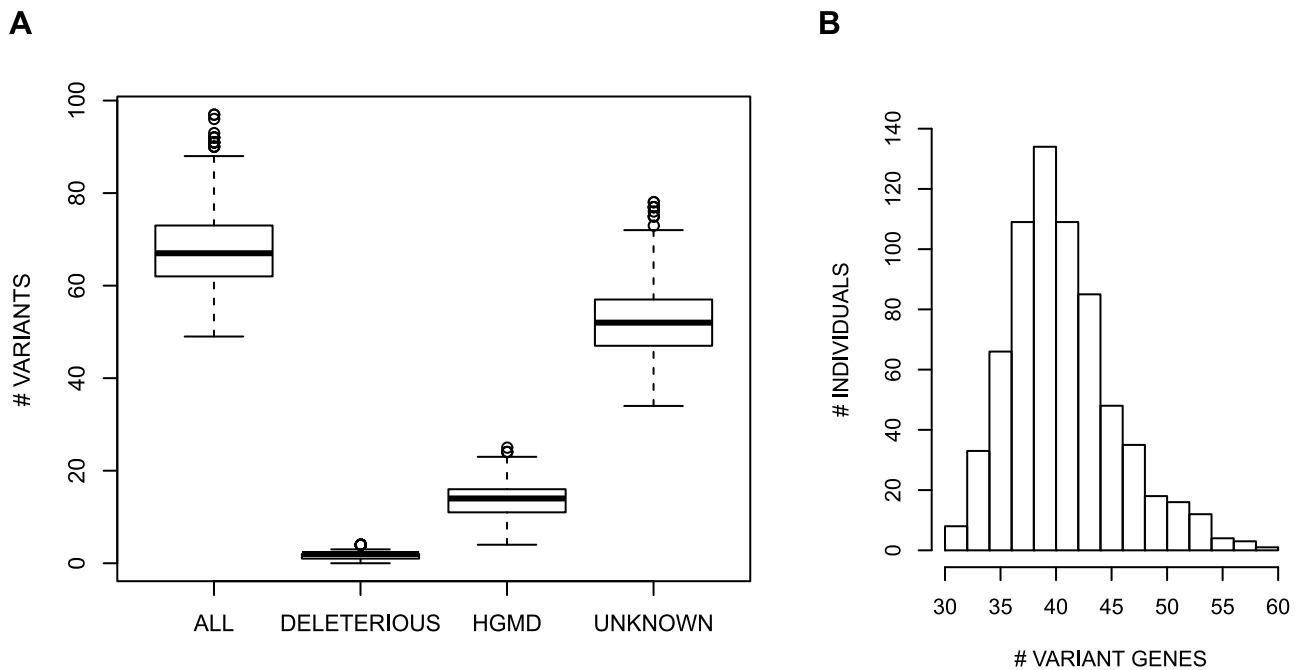 A
B
# VARIANTS
100
80
60
40
20
0
ALL DELETERIOUS HGMD UNKNOWN
# INDIVIDUALS
140
120
100
80
60
40
20
0
30 35 40 45 50 55 60
# VARIANT GENES